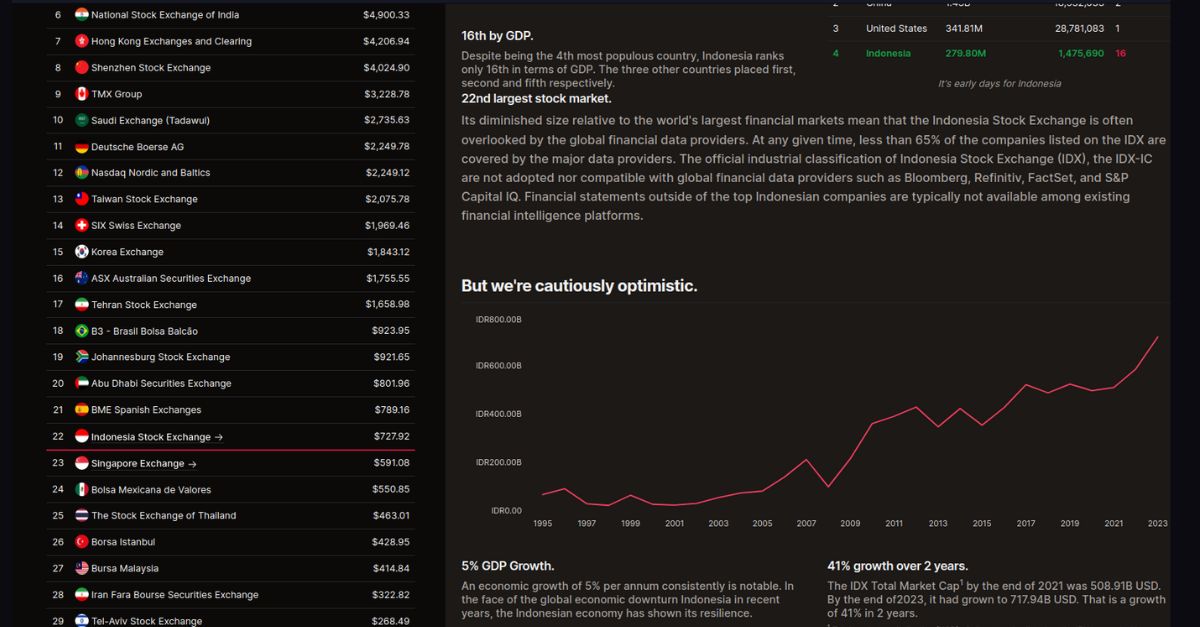 6 National Stock Exchange of India $4,900.33
7 Hong Kong Exchanges and Clearing $4,206.94
8 Shenzhen Stock Exchange $4,024.90
9 TMX Group $3,228.78
10 Saudi Exchange (Tadawul) $2,735.63
11 Deutsche Boerse AG $2,249.78
12 Nasdaq Nordic and Baltics $2,249.12
13 Taiwan Stock Exchange $2,075.78
14 SIX Swiss Exchange $1,969.46
15 Korea Exchange $1,843.12
16 ASX Australian Securities Exchange $1,755.55
17 Tehran Stock Exchange $1,658.98
18 B3 - Brasil Bolsa Balcão $923.95
19 Johannesburg Stock Exchange $921.65
20 Abu Dhabi Securities Exchange $801.96
21 BME Spanish Exchanges $789.16
22 Indonesia Stock Exchange → $727.92
23 Singapore Exchange → $591.08
24 Bolsa Mexicana de Valores $550.85
25 The Stock Exchange of Thailand $463.01
26 Borsa Istanbul $428.95
27 Bursa Malaysia $414.84
28 Iran Fara Bourse Securities Exchange $322.82
29 Tel-Aviv Stock Exchange $268.49
16th by GDP.
Despite being the 4th most populous country, Indonesia ranks
only 16th in terms of GDP. The three other countries placed first,
second and fifth respectively.
3 United States 341.81M 28,781,083 1
4 Indonesia 279.80M 1,475,690 16
It's early days for Indonesia
22nd largest stock market.
Its diminished size relative to the world's largest financial markets mean that the Indonesia Stock Exchange is often
overlooked by the global financial data providers. At any given time, less than 65% of the companies listed on the IDX are
covered by the major data providers. The official industrial classification of Indonesia Stock Exchange (IDX), the IDX-IC
are not adopted nor compatible with global financial data providers such as Bloomberg, Refinitiv, FactSet, and S&P
Capital IQ. Financial statements outside of the top Indonesian companies are typically not available among existing
financial intelligence platforms.
But we're cautiously optimistic.
IDR800.00B
IDR600.00B
IDR400.00B
IDR200.00B
IDR0.00
1995 1997 1999 2001 2003 2005 2007 2009 2011 2013 2015 2017 2019 2021 2023
5% GDP Growth.
An economic growth of 5% per annum consistently is notable. In
the face of the global economic downturn Indonesia in recent
years, the Indonesian economy has shown its resilience.
41% growth over 2 years.
The IDX Total Market Cap¹ by the end of 2021 was 508.91B USD.
By the end of2023, it had grown to 717.94B USD. That is a growth
of 41% in 2 years.